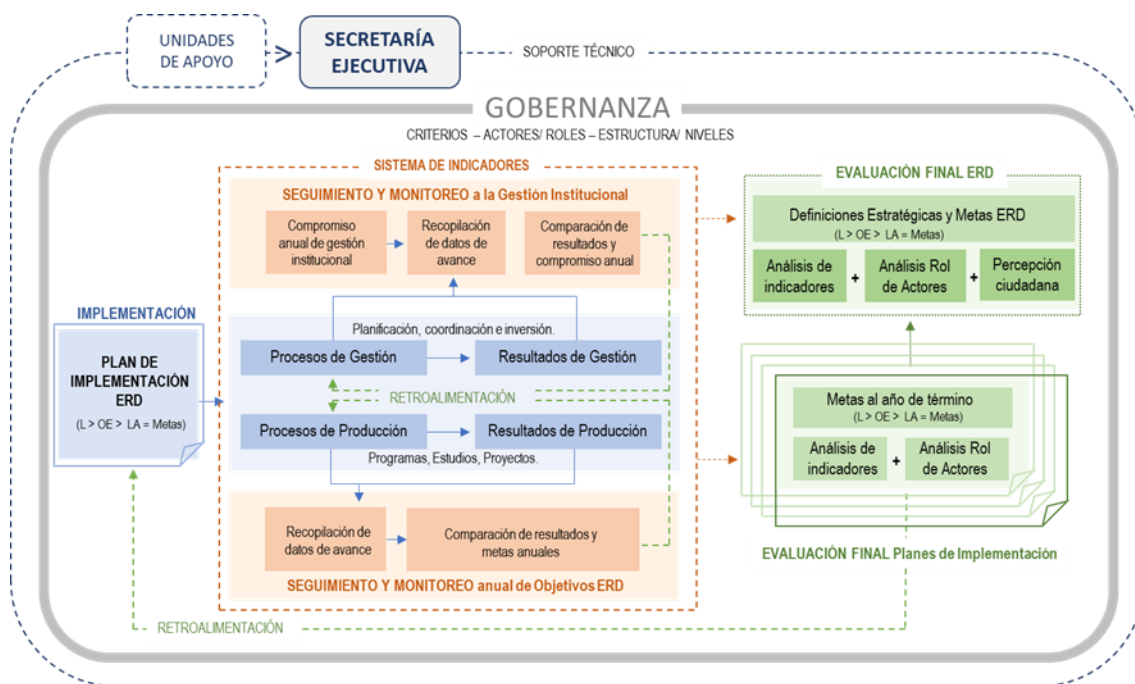 UNIDADES
DE APOYO
>
SECRETARÍA
EJECUTIVA
SOPORTE TÉCNICO
GOBERNANZA
CRITERIOS – ACTORES/ ROLES – ESTRUCTURA/ NIVELES
SISTEMA DE INDICADORES
SEGUIMIENTO Y MONITOREO a la Gestión Institucional
Compromiso
anual de gestión
institucional
Recopilación
de datos de
avance
Comparación de
resultados y
compromiso anual
IMPLEMENTACIÓN
PLAN DE
IMPLEMENTACIÓN
ERD
(L > OE > LA = Metas)
Planificación, coordinación e inversión.
Procesos de Gestión
Resultados de Gestión
RETROALIMENTACIÓN
Procesos de Producción
Resultados de Producción
Programas, Estudios, Proyectos.
Recopilación de
datos de avance
Comparación de resultados y
metas anuales
SEGUIMIENTO Y MONITOREO anual de Objetivos ERD
EVALUACIÓN FINAL ERD
Definiciones Estratégicas y Metas ERD
(L > OE > LA = Metas)
Análisis de
indicadores
+
Análisis Rol
de Actores
+
Percepción
ciudadana
Metas al año de término
(L > OE > LA = Metas)
Análisis de
indicadores
+
Análisis Rol
de Actores
EVALUACIÓN FINAL Planes de Implementación
RETROALIMENTACIÓN